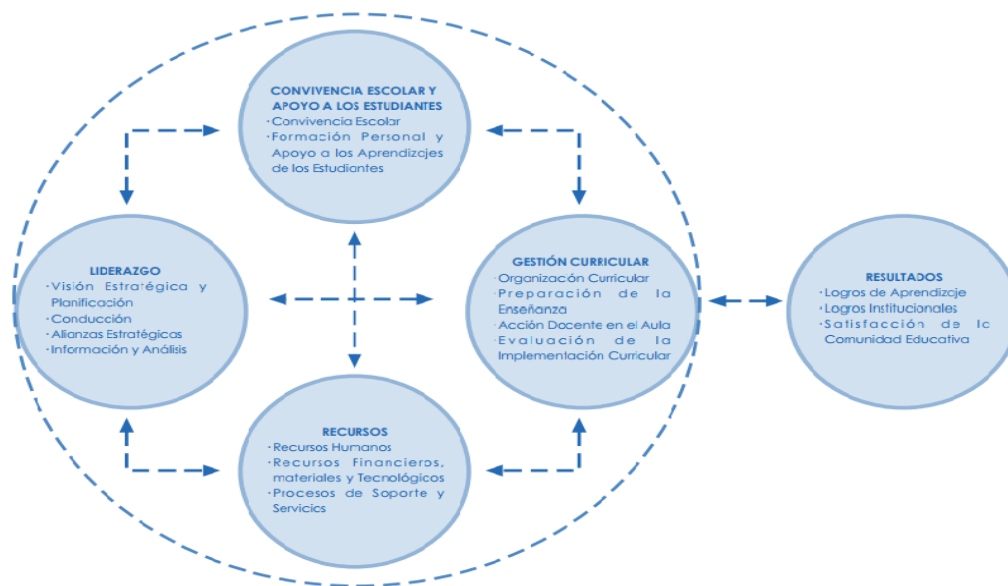 CONVIVENCIA ESCOLAR Y
APOYO A LOS ESTUDIANTES
·Convivencia Escolar
·Formación Personal y
Apoyo a los Aprendizajes
de los Estudiantes
LIDERAZGO
·Visión Estratégica y
Planificación
·Conducción
·Alianzas Estratégicas
·Información y Análisis
GESTIÓN CURRICULAR
·Organizacón Curricular
·Preparación de la
Enseñanza
·Acción Docente en el Aula
·Evaluación de la
Implementación Curricular
RESULTADOS
·Logros de Aprendizaje
·Logros Institucionales
·Satisfacción de la
Comunidad Educativa
RECURSOS
·Recursos Humanos
·Recursos Financieros,
materiales y Tecnológicos
·Procesos de Soporte y
Servicios